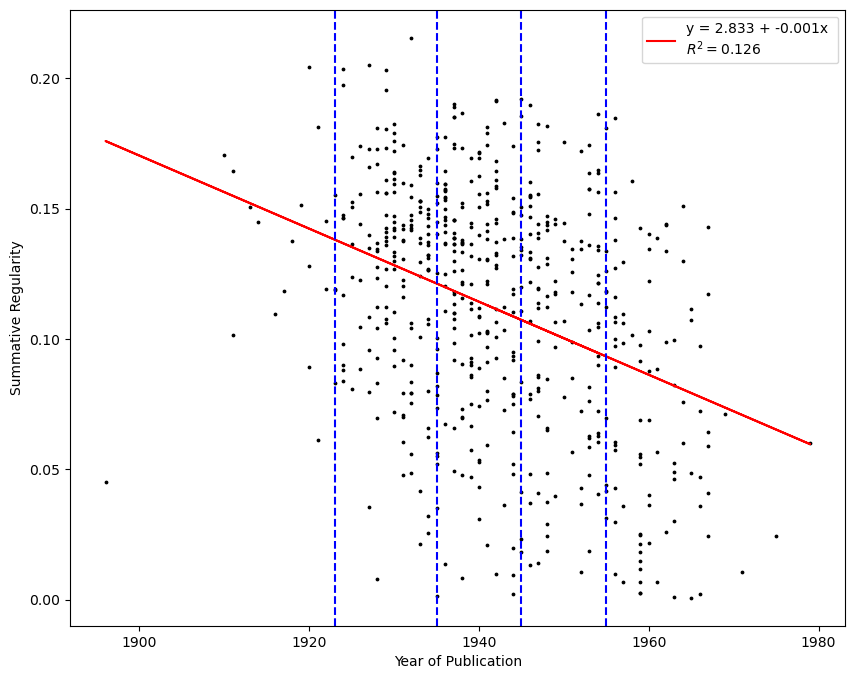 y = 2.833 + -0.001x
R² = 0.126
0.20
0.15
0.10
0.05
0.00
Summative Regularity
1900 1920 1940 1960 1980
Year of Publication